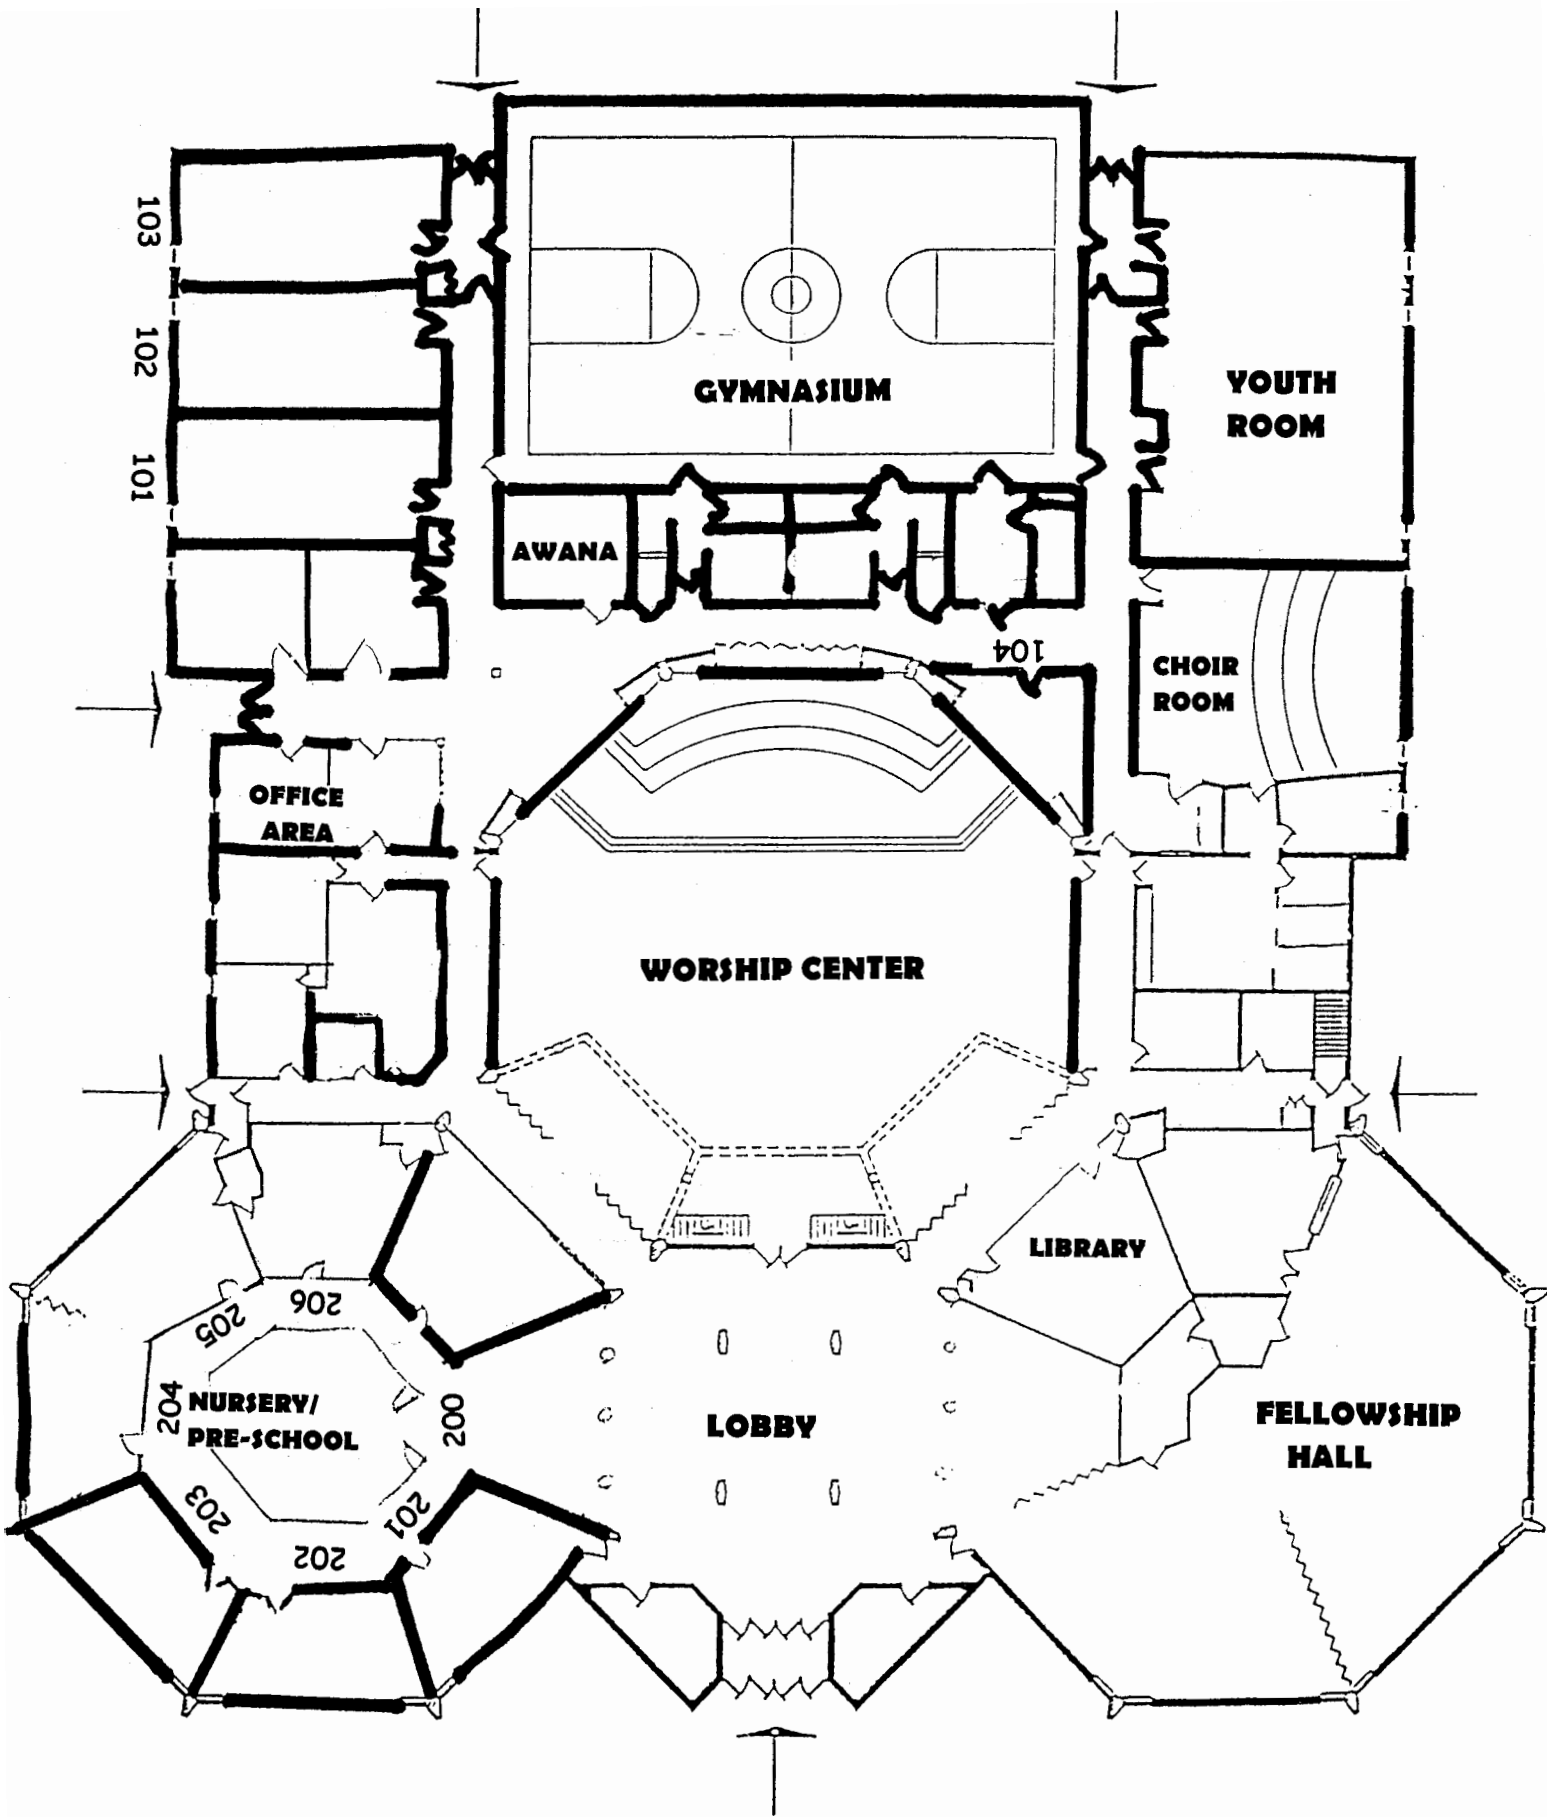 103
102
101
GYMNASIUM
YOUTH
ROOM
AWANA
104
CHOIR
ROOM
OFFICE
AREA
WORSHIP CENTER
LIBRARY
206
205
204
NURSERY/
PRE-SCHOOL
200
LOBBY
FELLOWSHIP
HALL
203
201
202